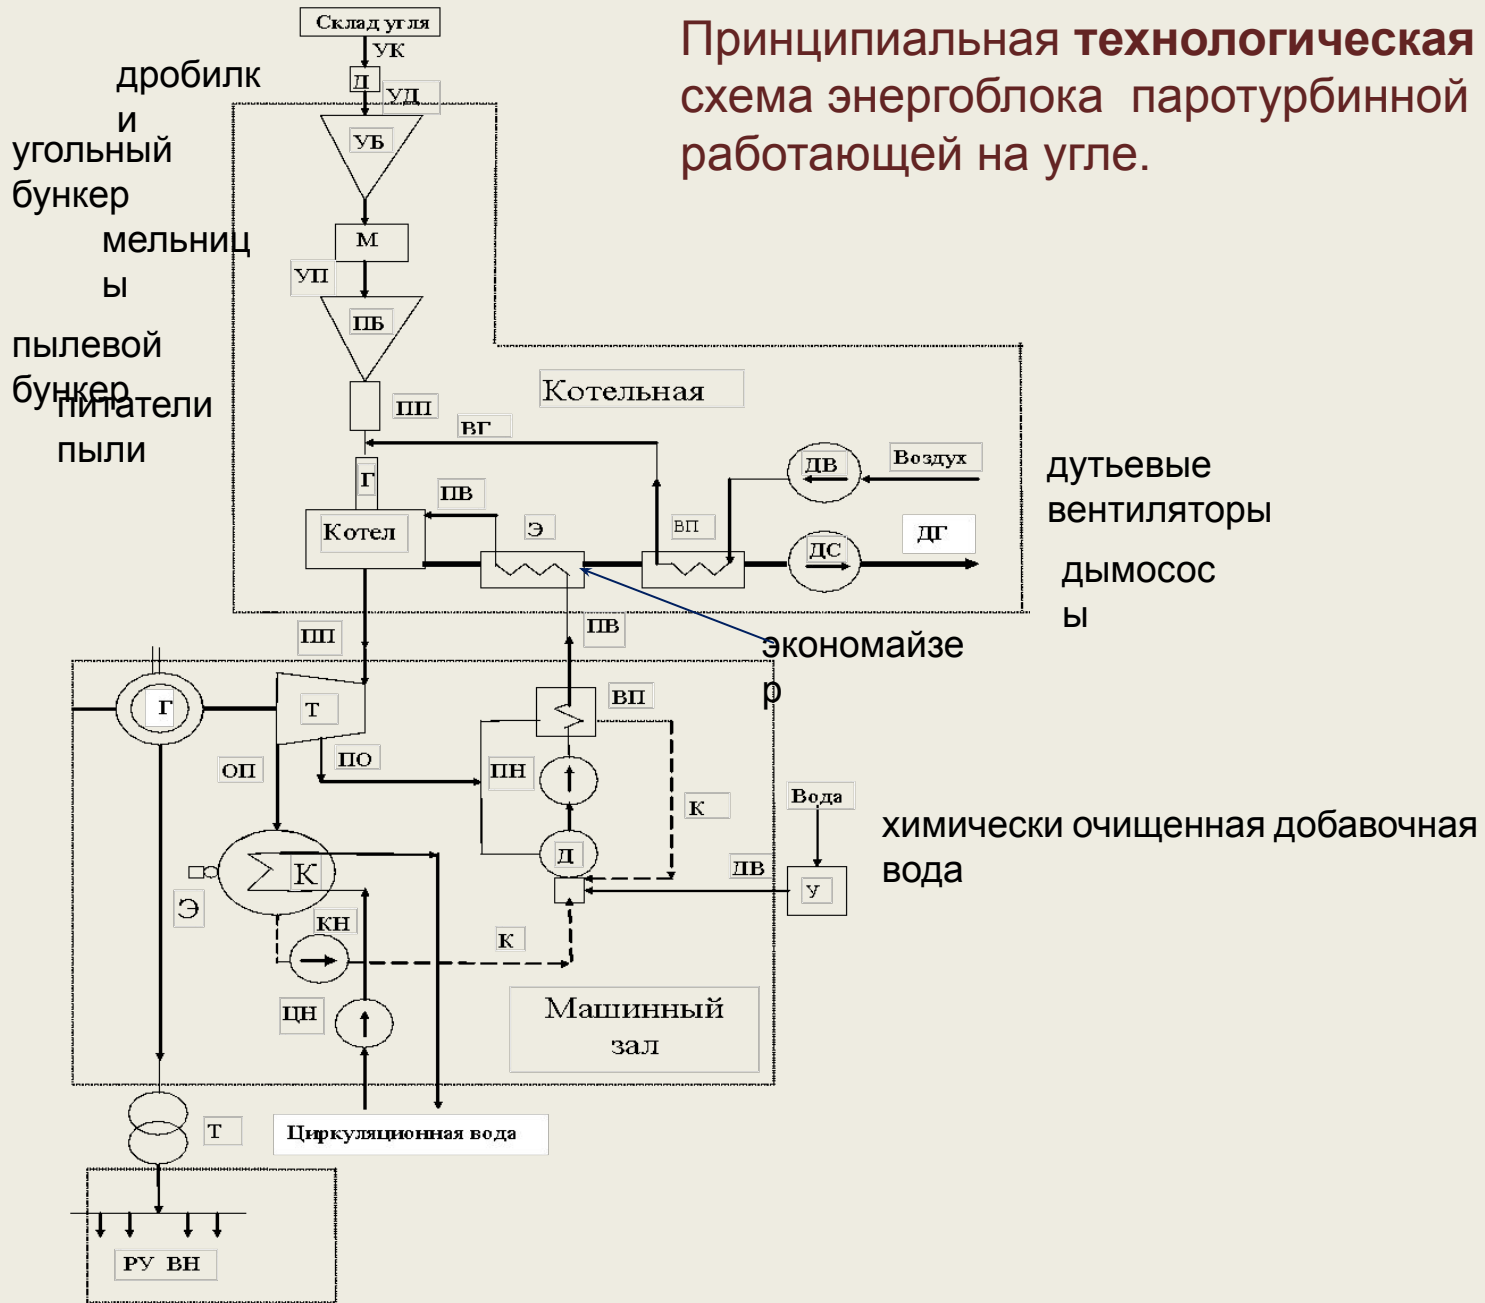 Принципиальная технологическая
схема энергоблока паротурбинной
работающей на угле.
Склад угля
УК
дробилк
и
Д
УД
угольный
бункер
УБ
мельниц
ы
М
УП
ПБ
пылевой
бункер
питатели
пыли
ПП
Котельная
ВГ
Г
ПВ
Котел
Э
ВП
ДВ
Воздух
ДС
ДГ
дутьевые
вентиляторы
дымосос
ы
ПП
ПВ
экономайзе
р
Г
Т
ВП
ОП
ПО
ПН
К
Вода
химически очищенная добавочная
вода
Д
ДВ
У
К
Э
КН
К
ЦН
Машинный
зал
Т
Циркуляционная вода
РУ ВН